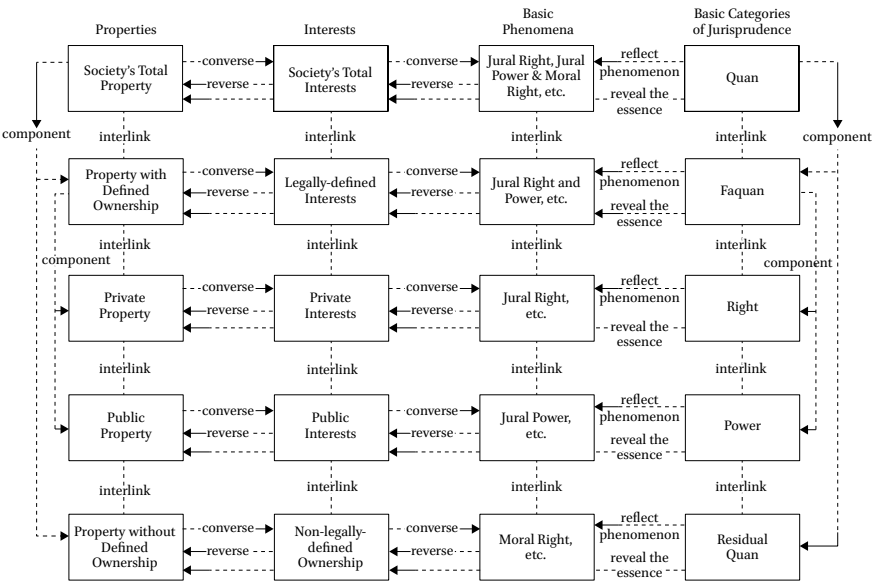 Properties
Interests
Basic
Phenomena
Basic Categories
of Jurisprudence
Society's Total
Property
converse
reverse
Society's Total
Interests
converse
reverse
Jural Right, Jural
Power & Moral
Right, etc.
reflect
phenomenon
reveal the
essence
Quan
component
interlink
interlink
interlink
interlink
component
Property with
Defined
Ownership
converse
reverse
Legally-defined
Interests
converse
reverse
Jural Right and
Power, etc.
reflect
phenomenon
reveal the
essence
Faquan
interlink
interlink
interlink
interlink
component
component
Private
Property
converse
reverse
Private
Interests
converse
reverse
Jural Right,
etc.
reflect
phenomenon
reveal the
essence
Right
interlink
interlink
interlink
interlink
Public
Property
converse
reverse
Public
Interests
converse
reverse
Jural Power,
etc.
reflect
phenomenon
reveal the
essence
Power
interlink
interlink
interlink
interlink
Property without
Defined
Ownership
converse
reverse
Non-legally-
defined
Ownership
converse
reverse
Moral Right,
etc.
reflect
phenomenon
reveal the
essence
Residual
Quan